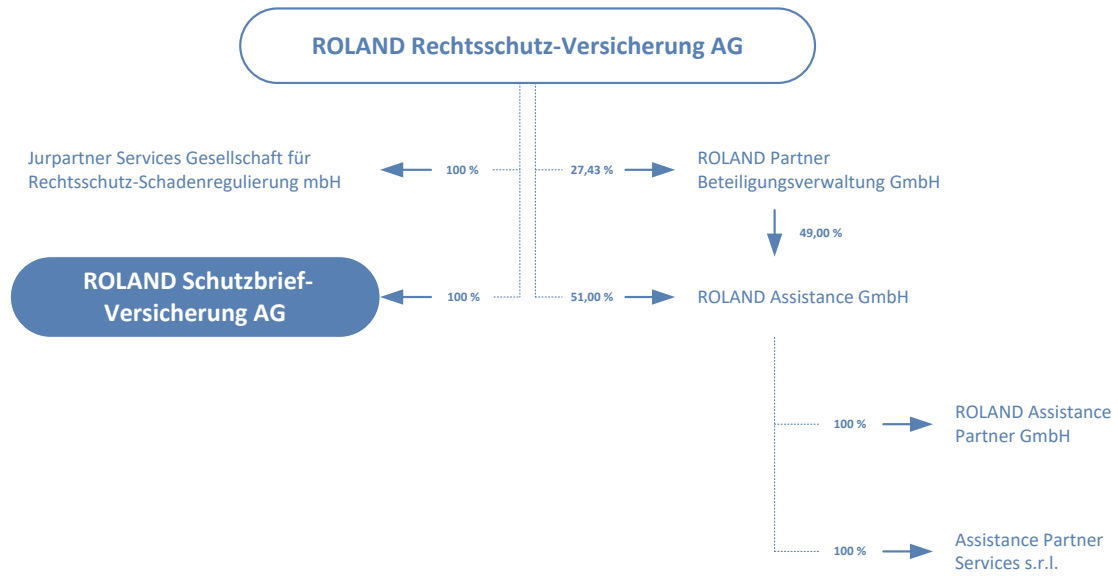 ROLAND Rechtsschutz-Versicherung AG
Jurpartner Services Gesellschaft für
Rechtsschutz-Schadenregulierung mbH
100 %
27,43 %
ROLAND Partner
Beteiligungsverwaltung GmbH
49,00 %
ROLAND Schutzbrief-
Versicherung AG
100 %
51,00 %
ROLAND Assistance GmbH
100 %
ROLAND Assistance
Partner GmbH
100 %
Assistance Partner
Services s.r.l.